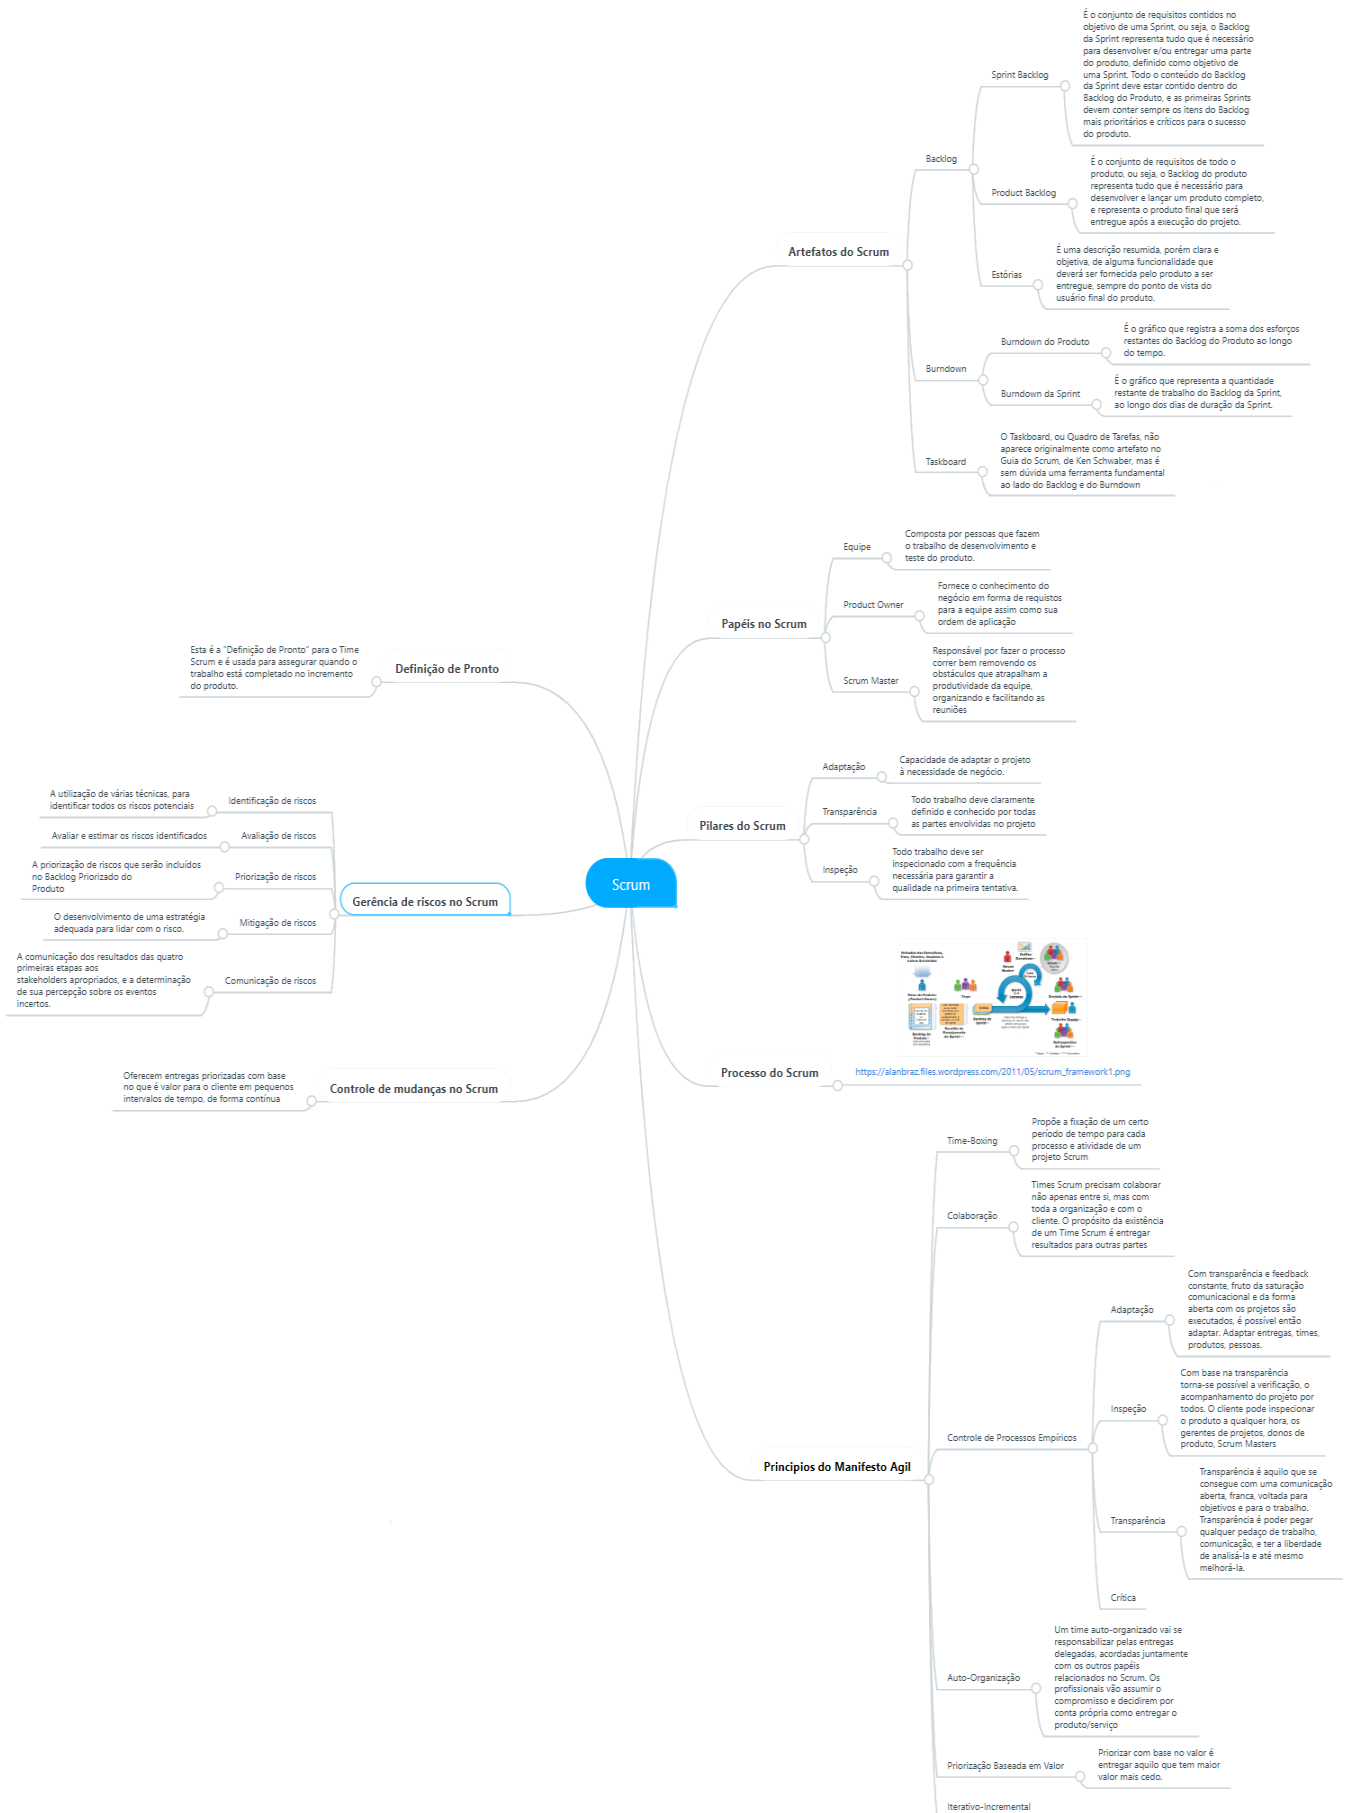 Scrum
Artefatos do Scrum
Backlog
Sprint Backlog
É o conjunto de requisitos contidos no
objetivo de uma Sprint, ou seja, o Backlog
da Sprint representa tudo que é necessário
para desenvolver e/ou entregar uma parte
do produto, definido como objetivo de
uma Sprint. Todo o conteúdo do Backlog
da Sprint deve estar contido dentro do
Backlog do Produto, e as primeiras Sprints
devem conter sempre os itens do Backlog
mais prioritários e críticos para o sucesso
do produto.
Product Backlog
É o conjunto de requisitos de todo o
produto, ou seja, o Backlog do produto
representa tudo que é necessário para
desenvolver e lançar um produto completo,
e representa o produto final que será
entregue após a execução do projeto.
Estórias
É uma descrição resumida, porém clara e
objetiva, de alguma funcionalidade que
deverá ser fornecida pelo produto a ser
entregue, sempre do ponto de vista do
usuário final do produto.
Burndown
Burndown do Produto
É o gráfico que registra a soma dos esforços
restantes do Backlog do Produto ao longo
do tempo.
Burndown da Sprint
É o gráfico que representa a quantidade
restante de trabalho do Backlog da Sprint,
ao longo dos dias de duração da Sprint.
Taskboard
O Taskboard, ou Quadro de Tarefas, não
aparece originalmente como artefato no
Guia do Scrum, de Ken Schwaber, mas é
sem dúvida uma ferramenta fundamental
ao lado do Backlog e do Burndown
Papéis no Scrum
Equipe
Composta por pessoas que fazem
o trabalho de desenvolvimento e
teste do produto.
Product Owner
Fornece o conhecimento do
negócio em forma de requistos
para a equipe assim como sua
ordem de aplicação
Scrum Master
Responsável por fazer o processo
correr bem removendo os
obstáculos que atrapalham a
produtividade da equipe,
organizando e facilitando as
reuniões
Pilares do Scrum
Adaptação
Capacidade de adaptar o projeto
à necessidade de negócio.
Transparência
Todo trabalho deve claramente
definido e conhecido por todas
as partes envolvidas no projeto
Inspeção
Todo trabalho deve ser
inspecionado com a frequência
necessária para garantir a
qualidade na primeira tentativa.
Processo do Scrum
https://alanbraz.files.wordpress.com/2011/05/scrum_framework1.png
Principios do Manifesto Agil
Time-Boxing
Propõe a fixação de um certo
período de tempo para cada
processo e atividade de um
projeto Scrum
Colaboração
Times Scrum precisam colaborar
não apenas entre si, mas com
toda a organização e com o
cliente. O propósito da existência
de um Time Scrum é entregar
resultados para outras partes
Controle de Processos Empíricos
Adaptação
Com transparência e feedback
constante, fruto da saturação
comunicacional e da forma
aberta com os projetos são
executados, é possível então
adaptar. Adaptar entregas, times,
produtos, pessoas.
Inspeção
Com base na transparência
torna-se possível a verificação, o
acompanhamento do projeto por
todos. O cliente pode inspecionar
o produto a qualquer hora, os
gerentes de projetos, donos de
produto, Scrum Masters
Transparência
Transparência é aquilo que se
consegue com uma comunicação
aberta, franca, voltada para
objetivos e para o trabalho.
Transparência é poder pegar
qualquer pedaço de trabalho,
comunicação, e ter a liberdade
de analisá-la e até mesmo
melhorá-la.
Crítica
Auto-Organização
Um time auto-organizado vai se
responsabilizar pelas entregas
delegadas, acordadas juntamente
com os outros papéis
relacionados no Scrum. Os
profissionais vão assumir o
compromisso e decidirem por
conta própria como entregar o
produto/serviço
Priorização Baseada em Valor
Priorizar com base no valor é
entregar aquilo que tem maior
valor mais cedo.
Iterativo-Incremental
Definição de Pronto
Esta é a "Definição de Pronto" para o Time
Scrum e é usada para assegurar quando o
trabalho está completado no incremento
do produto.
Gerência de riscos no Scrum
Identificação de riscos
A utilização de várias técnicas, para
identificar todos os riscos potenciais
Avaliação de riscos
Avaliar e estimar os riscos identificados
Priorização de riscos
A priorização de riscos que serão incluídos
no Backlog Priorizado do
Produto
Mitigação de riscos
O desenvolvimento de uma estratégia
adequada para lidar com o risco.
Comunicação de riscos
A comunicação dos resultados das quatro
primeiras etapas aos
stakeholders apropriados, e a determinação
de sua percepção sobre os eventos
incertos.
Controle de mudanças no Scrum
Oferecem entregas priorizadas com base
no que é valor para o cliente em pequenos
intervalos de tempo, de forma contínua